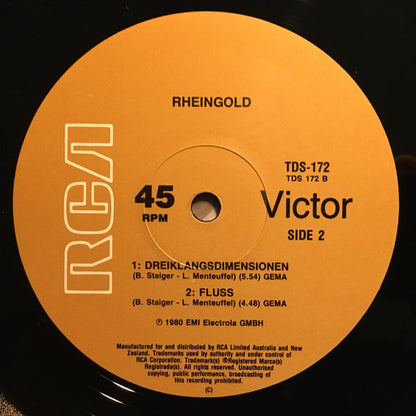 RHEINGOLD
RCA
45
RPM
TDS-172
TDS 172 B
Victor
SIDE 2
1: DREIKLANGSDIMENSIONEN
(B. Staiger - L. Menteuffel) (5.54) GEMA
2: FLUSS
(B. Staiger - L. Menteuffel) (4.48) GEMA
℗ 1980 EMI Electrola GMBH
Manufactured for and distributed by RCA Limited Australia and New
Zealand. Trademarks used by authority and under control of
RCA Corporation. Trademark(s) ®Registered Marca(s)
Registrada(s). All rights reserved. Unauthorised
copying, public performance, broadcasting of
this recording prohibited.
(C)